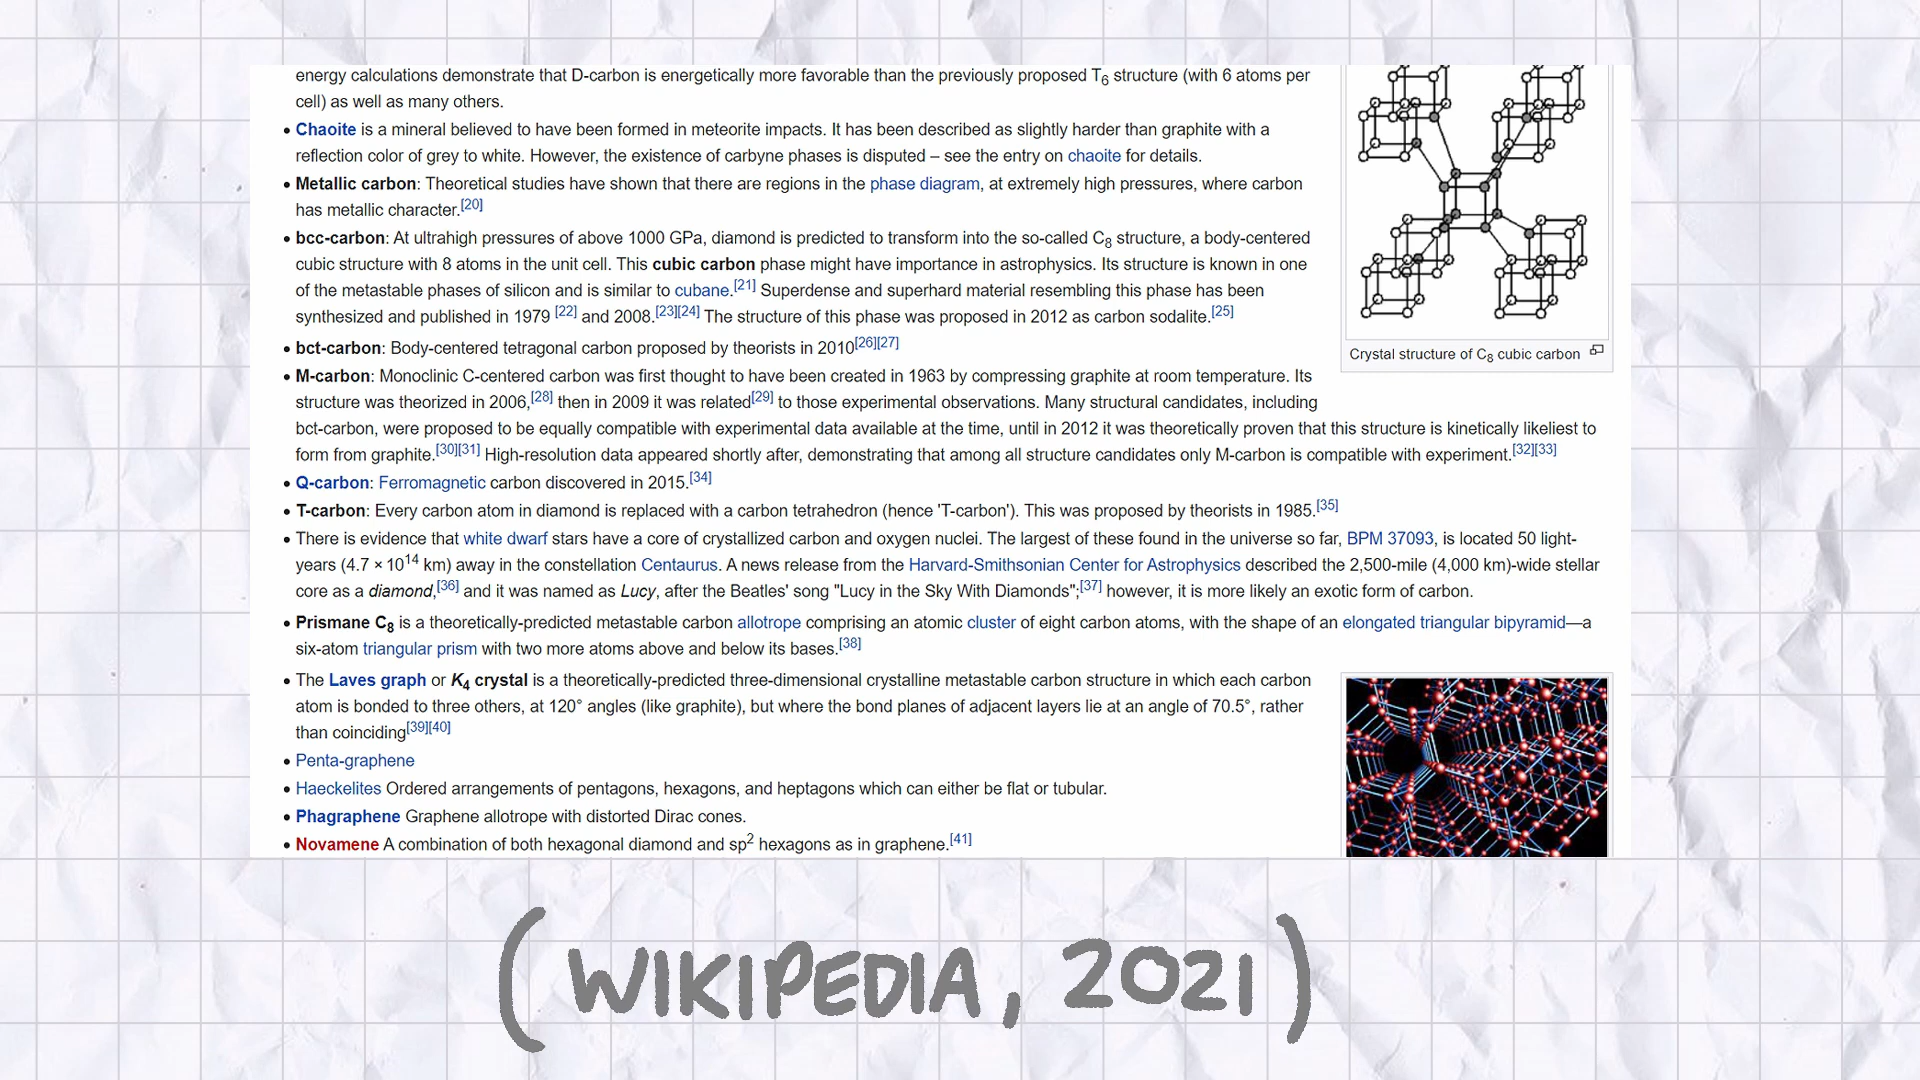 energy calculations demonstrate that D-carbon is energetically more favorable than the previously proposed T6 structure (with 6 atoms per
cell) as well as many others.
• Chaoite is a mineral believed to have been formed in meteorite impacts. It has been described as slightly harder than graphite with a
reflection color of grey to white. However, the existence of carbyne phases is disputed – see the entry on chaoite for details.
• Metallic carbon: Theoretical studies have shown that there are regions in the phase diagram, at extremely high pressures, where carbon
has metallic character.[20]
• bcc-carbon: At ultrahigh pressures of above 1000 GPa, diamond is predicted to transform into the so-called C8 structure, a body-centered
cubic structure with 8 atoms in the unit cell. This cubic carbon phase might have importance in astrophysics. Its structure is known in one
of the metastable phases of silicon and is similar to cubane.[21] Superdense and superhard material resembling this phase has been
synthesized and published in 1979 [22] and 2008.[23][24] The structure of this phase was proposed in 2012 as carbon sodalite.[25]
• bct-carbon: Body-centered tetragonal carbon proposed by theorists in 2010[26][27]
Crystal structure of C8 cubic carbon
• M-carbon: Monoclinic C-centered carbon was first thought to have been created in 1963 by compressing graphite at room temperature. Its
structure was theorized in 2006,[28] then in 2009 it was related[29] to those experimental observations. Many structural candidates, including
bct-carbon, were proposed to be equally compatible with experimental data available at the time, until in 2012 it was theoretically proven that this structure is kinetically likeliest to
form from graphite.[30][31] High-resolution data appeared shortly after, demonstrating that among all structure candidates only M-carbon is compatible with experiment.[32][33]
• Q-carbon: Ferromagnetic carbon discovered in 2015.[34]
• T-carbon: Every carbon atom in diamond is replaced with a carbon tetrahedron (hence 'T-carbon'). This was proposed by theorists in 1985.[35]
• There is evidence that white dwarf stars have a core of crystallized carbon and oxygen nuclei. The largest of these found in the universe so far, BPM 37093, is located 50 light-
years (4.7 × 10^14 km) away in the constellation Centaurus. A news release from the Harvard-Smithsonian Center for Astrophysics described the 2,500-mile (4,000 km)-wide stellar
core as a diamond,[36] and it was named as Lucy, after the Beatles' song "Lucy in the Sky With Diamonds";[37] however, it is more likely an exotic form of carbon.
• Prismane C8 is a theoretically-predicted metastable carbon allotrope comprising an atomic cluster of eight carbon atoms, with the shape of an elongated triangular bipyramid—a
six-atom triangular prism with two more atoms above and below its bases.[38]
• The Laves graph or K4 crystal is a theoretically-predicted three-dimensional crystalline metastable carbon structure in which each carbon
atom is bonded to three others, at 120° angles (like graphite), but where the bond planes of adjacent layers lie at an angle of 70.5°, rather
than coinciding[39][40]
• Penta-graphene
• Haeckelites Ordered arrangements of pentagons, hexagons, and heptagons which can either be flat or tubular.
• Phagraphene Graphene allotrope with distorted Dirac cones.
• Novamene A combination of both hexagonal diamond and sp2 hexagons as in graphene.[41]
(WIKIPEDIA, 2021)